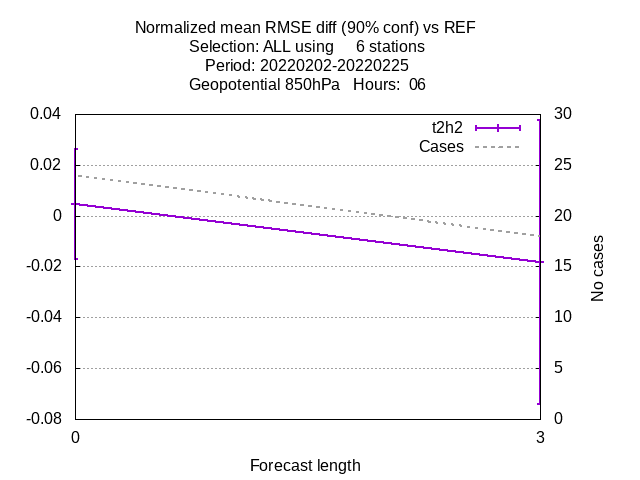 Normalized mean RMSE diff (90% conf) vs REF
Selection: ALL using     6 stations
Period: 20220202-20220225
Geopotential 850hPa   Hours:  06
0.04
0.02
0
-0.02
-0.04
-0.06
-0.08
t2h2
Cases
30
25
20
15
10
5
0
No cases
0
3
Forecast length